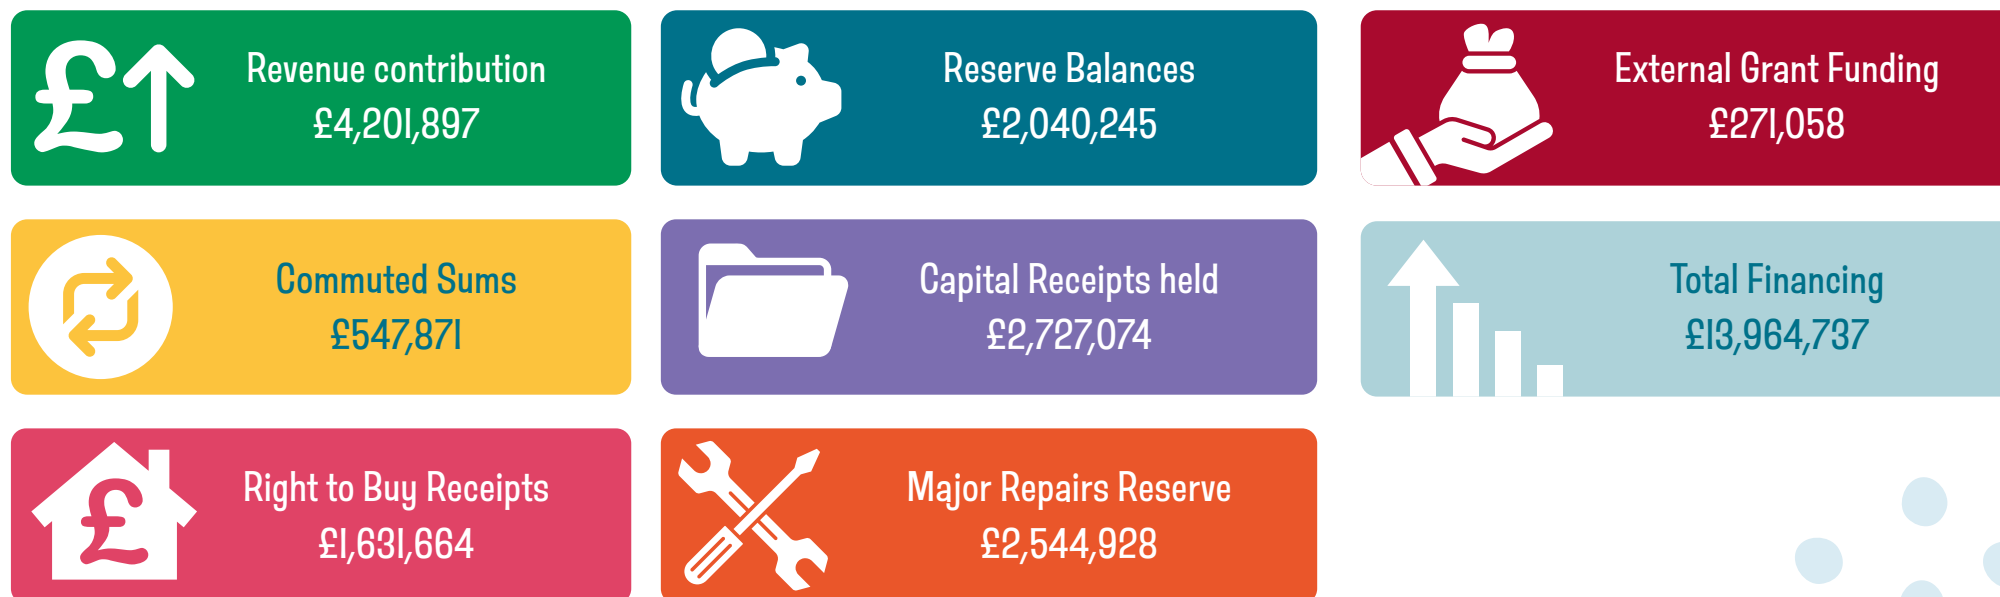 Revenue contribution
£4,201,897
Reserve Balances
£2,040,245
External Grant Funding
£271,058
Commuted Sums
£547,871
Capital Receipts held
£2,727,074
Total Financing
£13,964,737
Right to Buy Receipts
£1,631,664
Major Repairs Reserve
£2,544,928